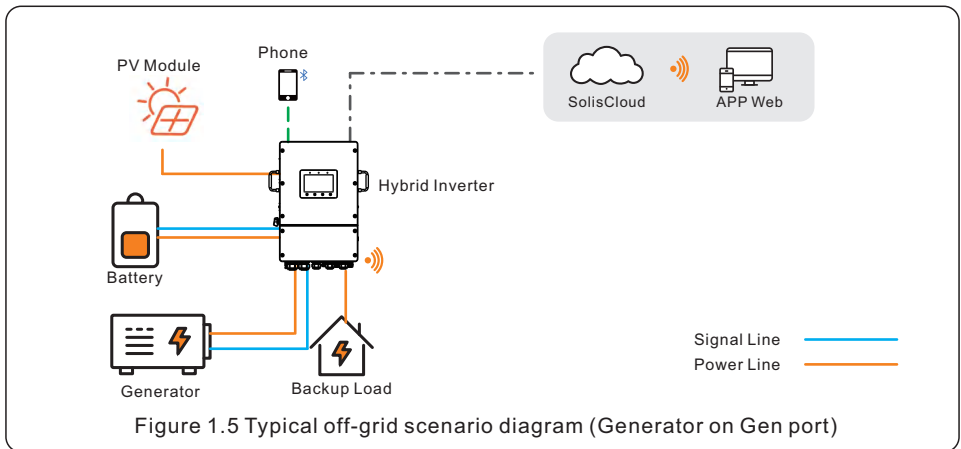 Phone
PV Module
SolisCloud
APP Web
Hybrid Inverter
Battery
Generator
Backup Load
Signal Line
Power Line
Figure 1.5 Typical off-grid scenario diagram (Generator on Gen port)